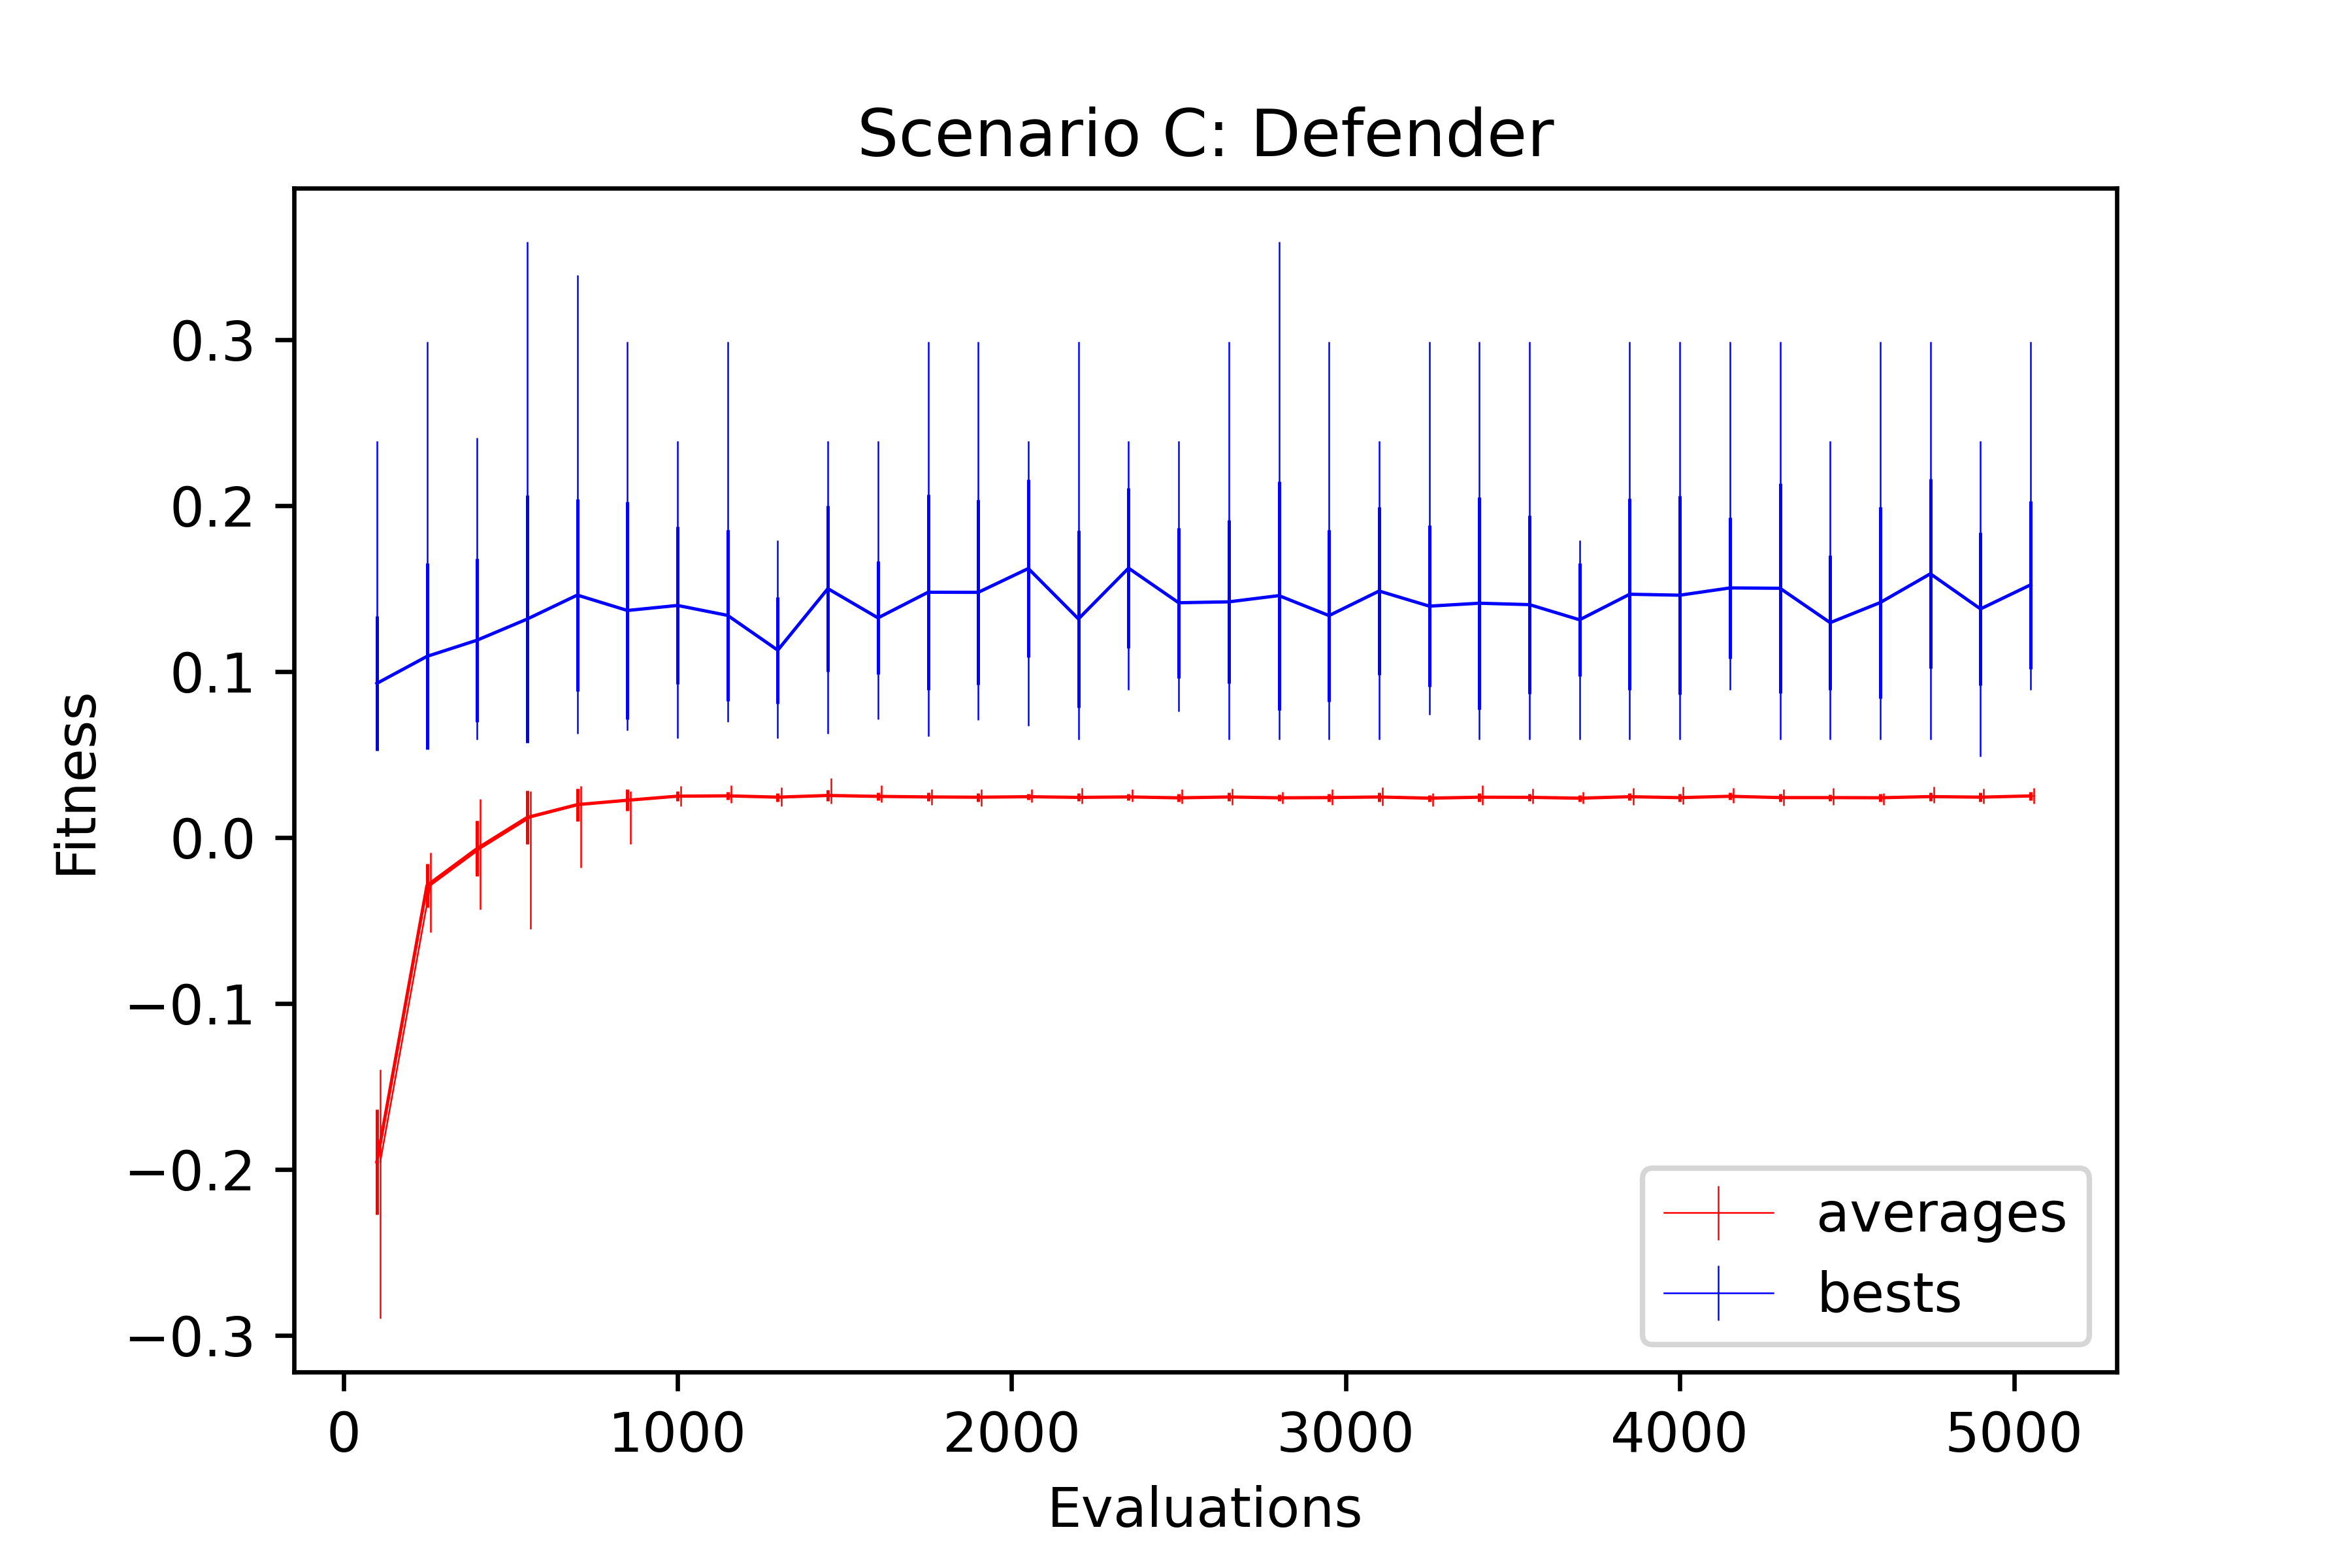 Scenario C: Defender
Fitness
0.3
0.2
0.1
0.0
−0.1
−0.2
−0.3
0 1000 2000 3000 4000 5000
Evaluations
averages
bests